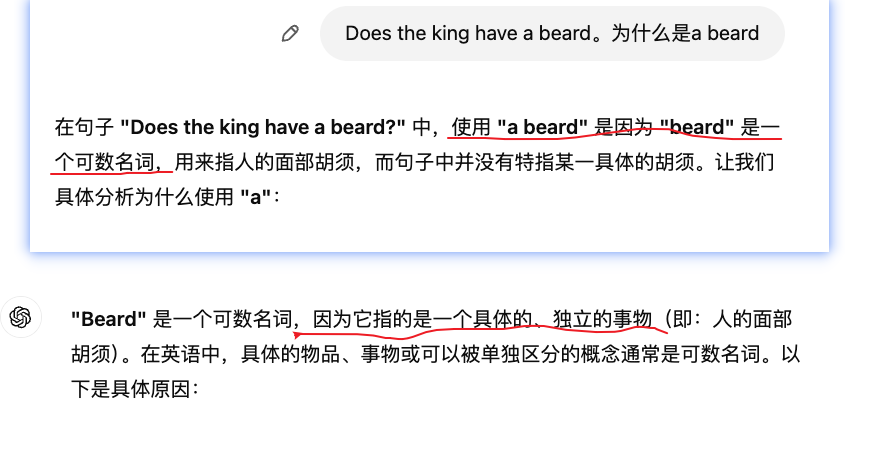 Does the king have a beard。为什么是a beard
在句子 "Does the king have a beard?" 中，使用 "a beard" 是因为 "beard" 是一
个可数名词，用来指人的面部胡须，而句子中并没有特指某一具体的胡须。让我们
具体分析为什么使用 "a"：
"Beard" 是一个可数名词，因为它指的是一个具体的、独立的事物（即：人的面部
胡须）。在英语中，具体的物品、事物或可以被单独区分的概念通常是可数名词。以
下是具体原因：